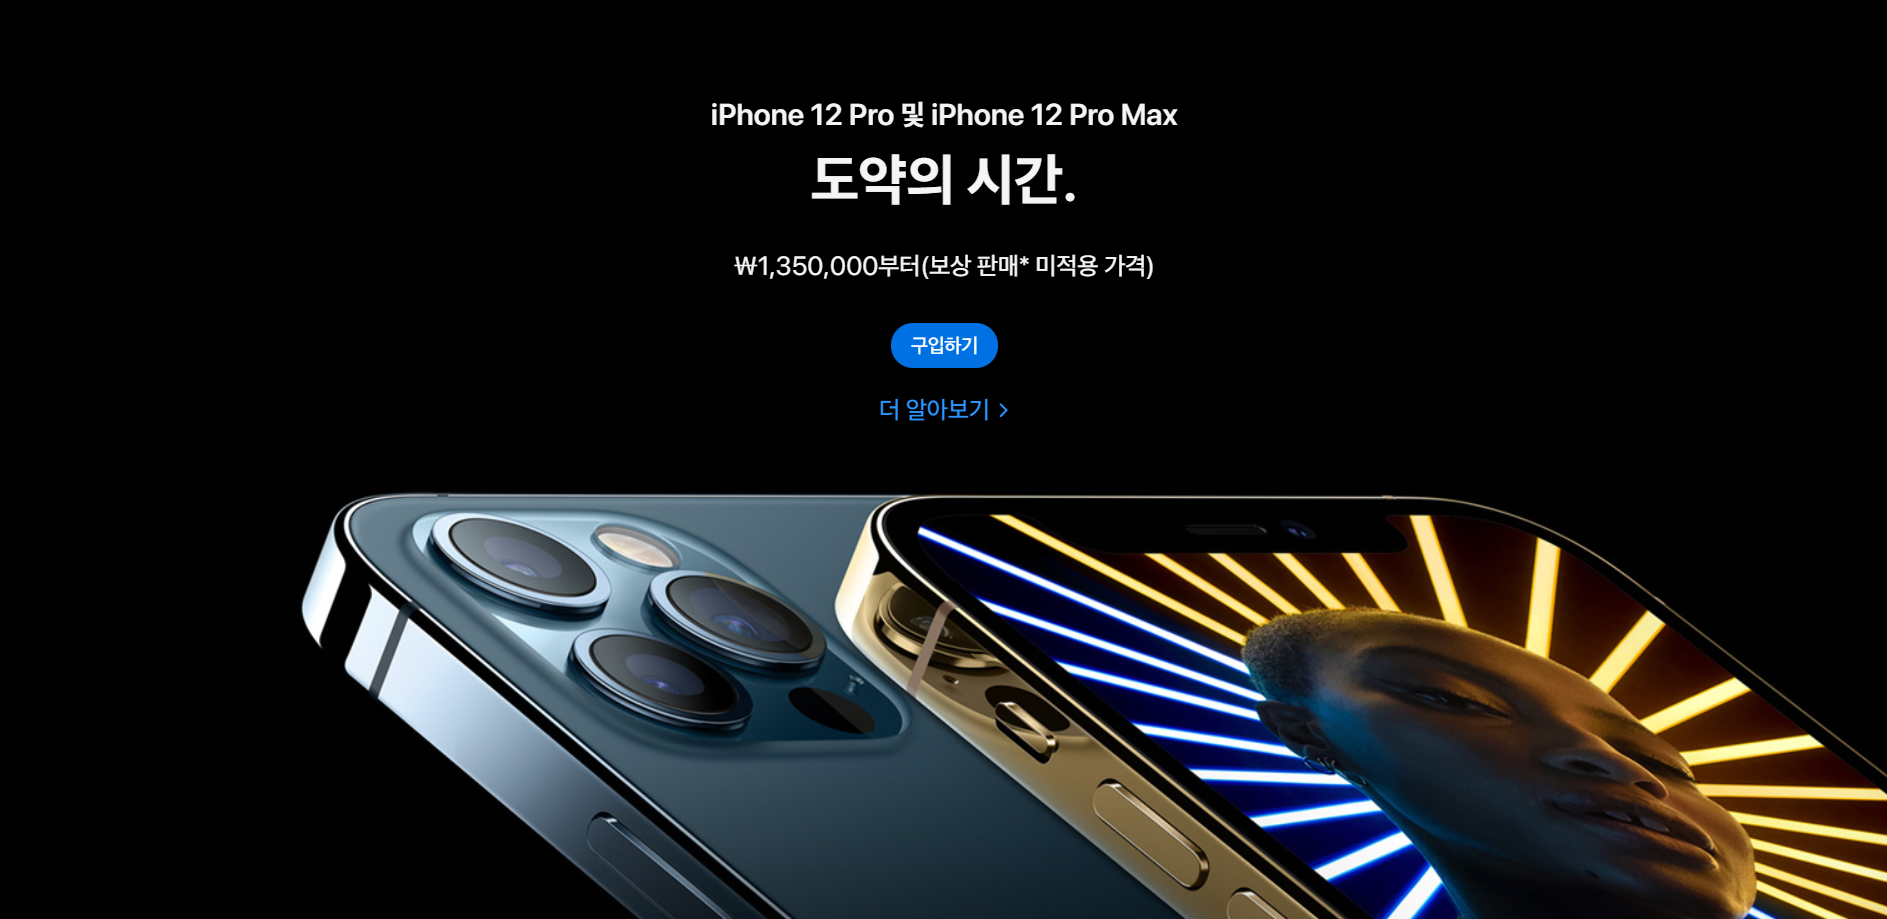 iPhone 12 Pro 및 iPhone 12 Pro Max
도약의 시간.
₩1,350,000부터(보상 판매* 미적용 가격)
구입하기
더 알아보기 >